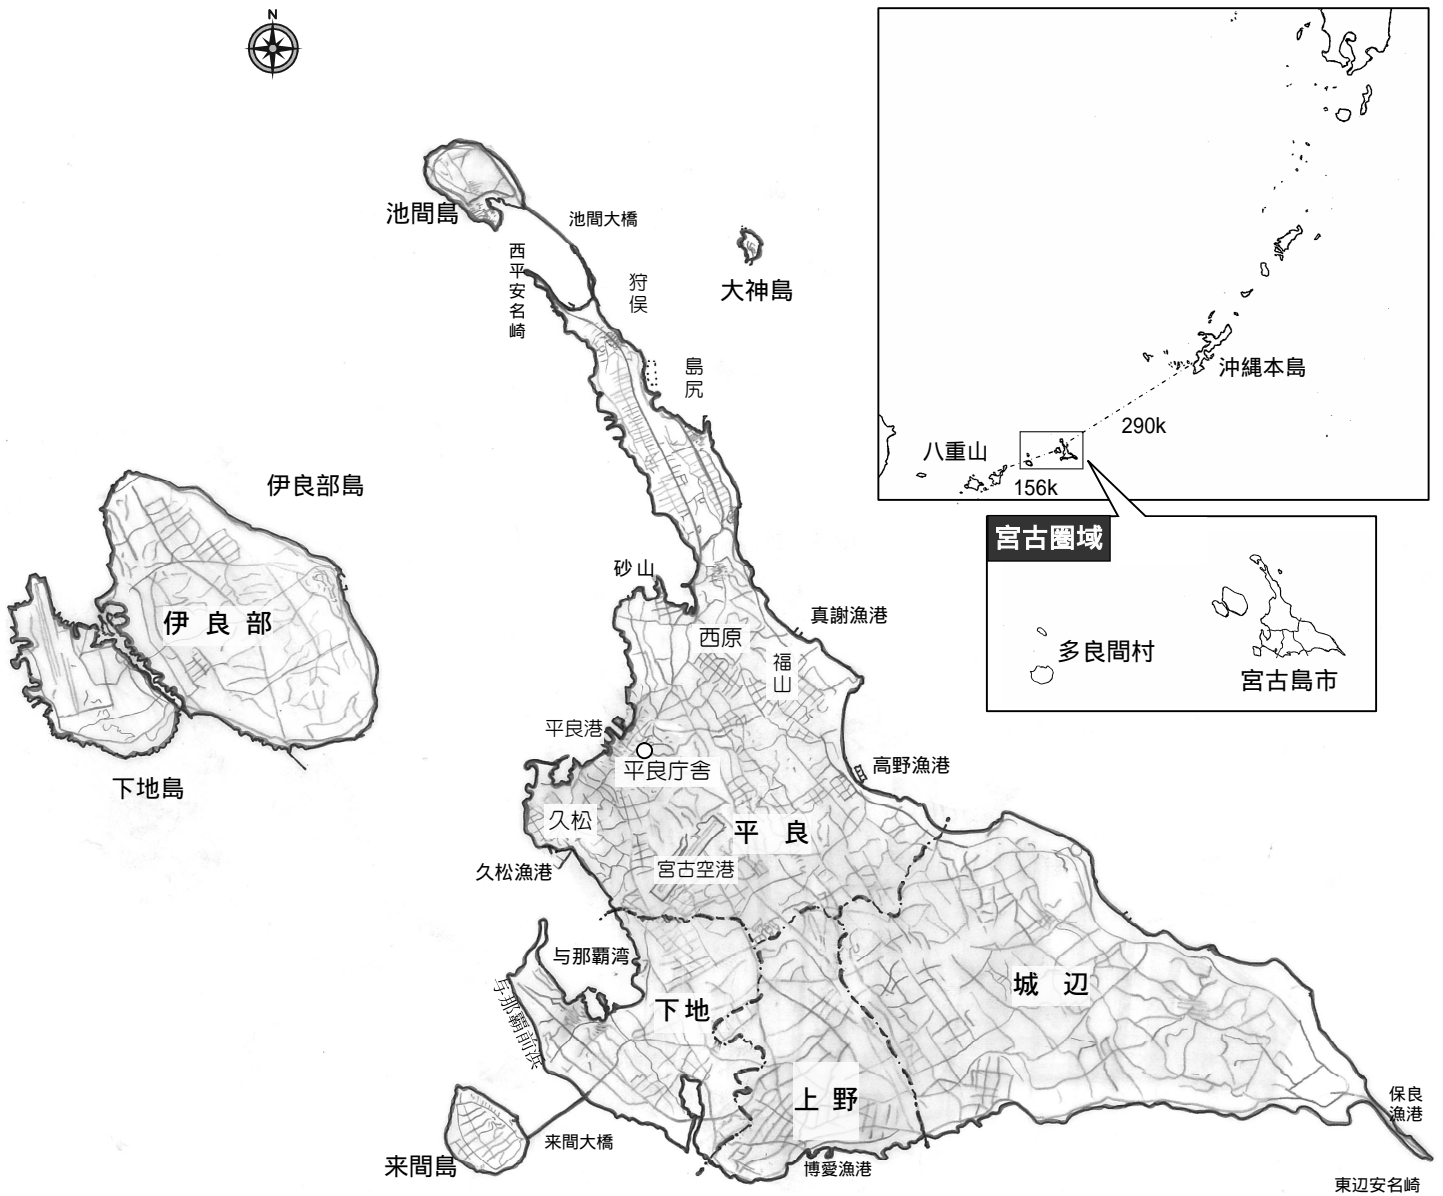 N
池間島
池間大橋
西平安名崎
狩俣
大神島
島尻
沖縄本島
290k
八重山
156k
宮古圏域
多良間村
宮古島市
伊良部島
伊良部
下地島
砂山
真謝漁港
西原
福山
平良港
平良庁舎
高野漁港
久松
平良
宮古空港
久松漁港
与那覇湾
下地
城辺
与那覇前浜
上野
保良
漁港
来間大橋
来間島
博愛漁港
東辺安名崎